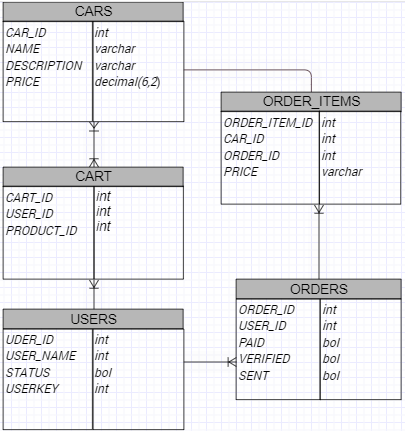 CARS
CAR_ID int
NAME varchar
DESCRIPTION varchar
PRICE decimal(6,2)
ORDER_ITEMS
ORDER_ITEM_ID int
CAR_ID int
ORDER_ID int
PRICE varchar
CART
CART_ID int
USER_ID int
PRODUCT_ID int
ORDERS
ORDER_ID int
USER_ID int
PAID bol
VERIFIED bol
SENT bol
USERS
UDER_ID int
USER_NAME int
STATUS bol
USERKEY int